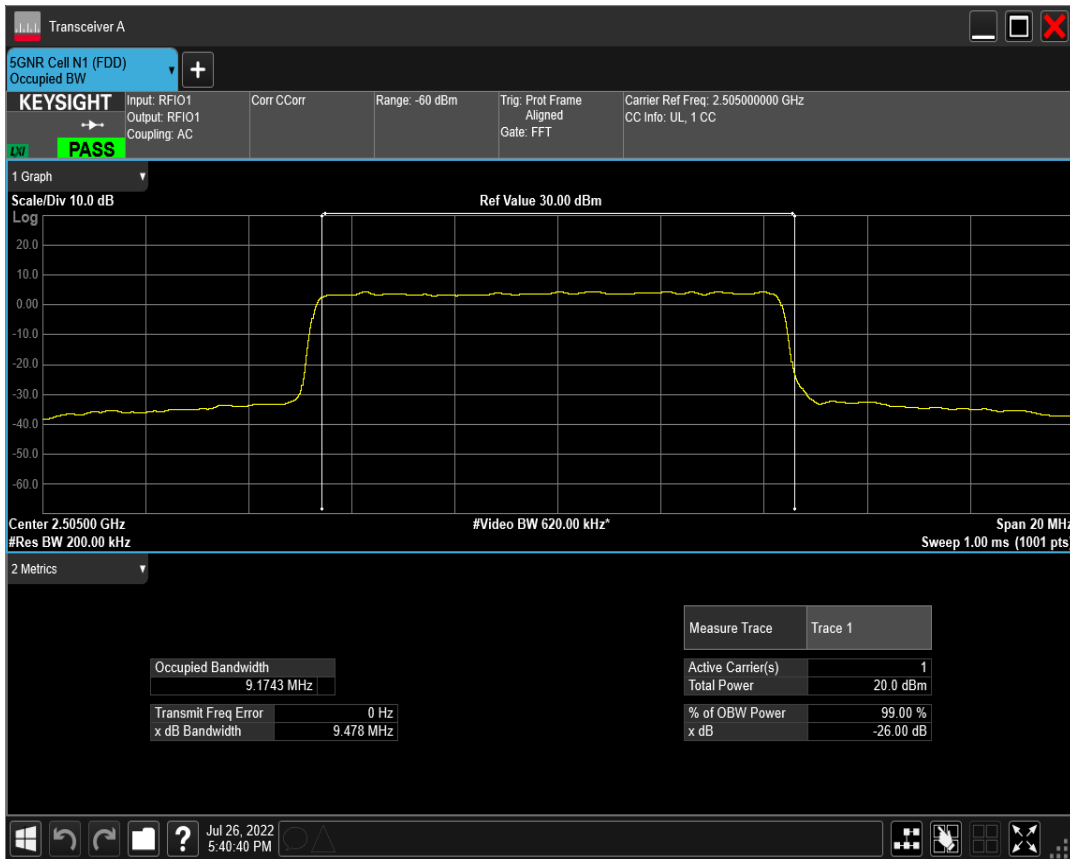 Transceiver A
5GNR Cell N1 (FDD)
Occupied BW
+
KEYSIGHT
Input: RFIO1
Output: RFIO1
Coupling: AC
Corr CCorr
Range: -60 dBm
Trig: Prot Frame
Aligned
Gate: FFT
Carrier Ref Freq: 2.505000000 GHz
CC Info: UL, 1 CC
LXI
PASS
1 Graph
Scale/Div 10.0 dB
Ref Value 30.00 dBm
Log
20.0
10.0
0.00
-10.0
-20.0
-30.0
-40.0
-50.0
-60.0
Center 2.50500 GHz
#Video BW 620.00 kHz*
Span 20 MHz
#Res BW 200.00 kHz
Sweep 1.00 ms (1001 pts)
2 Metrics
Measure Trace Trace 1
Occupied Bandwidth
9.1743 MHz
Active Carrier(s) 1
Total Power 20.0 dBm
Transmit Freq Error 0 Hz
x dB Bandwidth 9.478 MHz
% of OBW Power 99.00 %
x dB -26.00 dB
?
Jul 26, 2022
5:40:40 PM